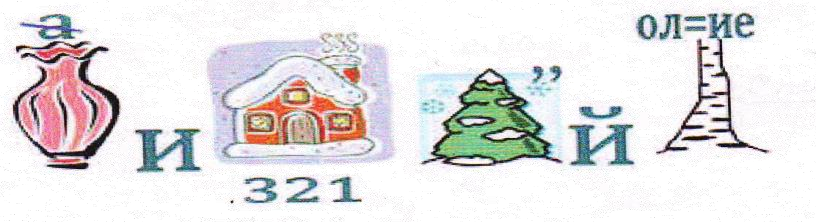 а
ол=ие
и
,,
й
.321